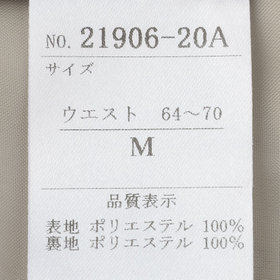 NO. 21906-20A
サイズ
ウエスト 64〜70
M
品質表示
表地 ポリエステル 100%
裏地 ポリエステル 100%